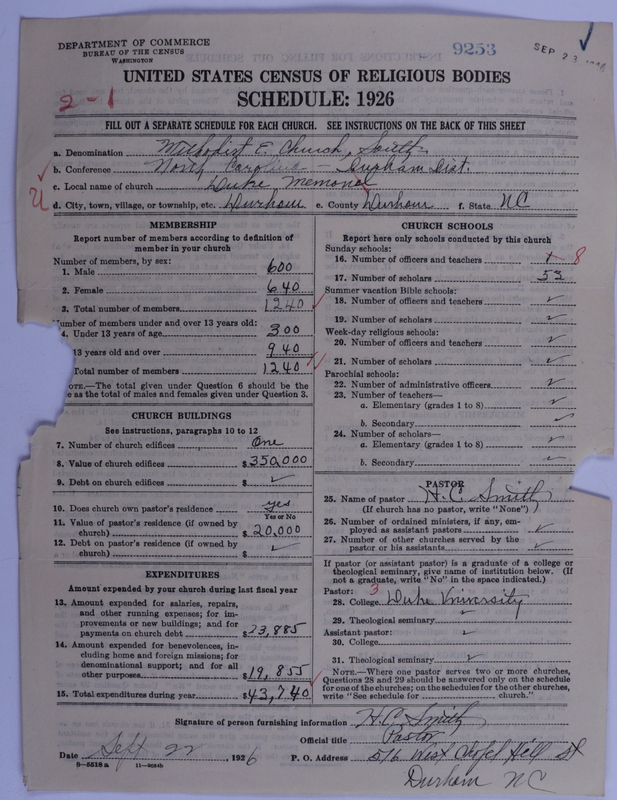 DEPARTMENT OF COMMERCE
BUREAU OF THE CENSUS
WASHINGTON
9253
SEP 23 1926
UNITED STATES CENSUS OF RELIGIOUS BODIES
2-1
SCHEDULE: 1926
FILL OUT A SEPARATE SCHEDULE FOR EACH CHURCH. SEE INSTRUCTIONS ON THE BACK OF THIS SHEET
a. Denomination Methodist E. Church, South
b. Conference North Carolina - Durham Dist.
c. Local name of church Duke Memorial
U
d. City, town, village, or township, etc. Durham e. County Durham f. State NC
MEMBERSHIP
Report number of members according to definition of
member in your church
Number of members, by sex:
1. Male 600
2. Female 640
3. Total number of members 1240 ✓
Number of members under and over 13 years old:
4. Under 13 years of age 300
13 years old and over 940
Total number of members 1240 ✓
OTE.—The total given under Question 6 should be the
e as the total of males and females given under Question 3.
CHURCH BUILDINGS
See instructions, paragraphs 10 to 12
7. Number of church edifices One
8. Value of church edifices $350,000
9. Debt on church edifices $ ✓
10. Does church own pastor's residence yes
Yes or No
11. Value of pastor's residence (if owned by
church) $20,000
12. Debt on pastor's residence (if owned by
church) $ ✓
EXPENDITURES
Amount expended by your church during last fiscal year
13. Amount expended for salaries, repairs,
and other running expenses; for im-
provements or new buildings; and for
payments on church debt $23,885
14. Amount expended for benevolences, in-
cluding home and foreign missions; for
denominational support; and for all
other purposes $19,855
15. Total expenditures during year $43,740 ✓
CHURCH SCHOOLS
Report here only schools conducted by this church
Sunday schools:
16. Number of officers and teachers 8
17. Number of scholars 53
Summer vacation Bible schools:
18. Number of officers and teachers ✓
19. Number of scholars ✓
Week-day religious schools:
20. Number of officers and teachers ✓
21. Number of scholars ✓
Parochial schools:
22. Number of administrative officers ✓
23. Number of teachers—
a. Elementary (grades 1 to 8) ✓
b. Secondary ✓
24. Number of scholars—
a. Elementary (grades 1 to 8) ✓
b. Secondary ✓
PASTOR
25. Name of pastor H. C. Smith
(If church has no pastor, write "None")
26. Number of ordained ministers, if any, em-
ployed as assistant pastors ✓
27. Number of other churches served by the
pastor or his assistants ✓
If pastor (or assistant pastor) is a graduate of a college or
theological seminary, give name of institution below. (If
not a graduate, write "No" in the space indicated.)
Pastor: 3
28. College Duke University
29. Theological seminary ✓
Assistant pastor:
30. College
31. Theological seminary ✓
NOTE.—Where one pastor serves two or more churches,
Questions 28 and 29 should be answered only on the schedule
for one of the churches; on the schedules for the other churches,
write "See schedule for church."
Signature of person furnishing information H. C. Smith
Official title Pastor
Date Sept 22, 1926 P. O. Address 516 West Chapel Hill St
8—5518a 11—9054b Durham NC